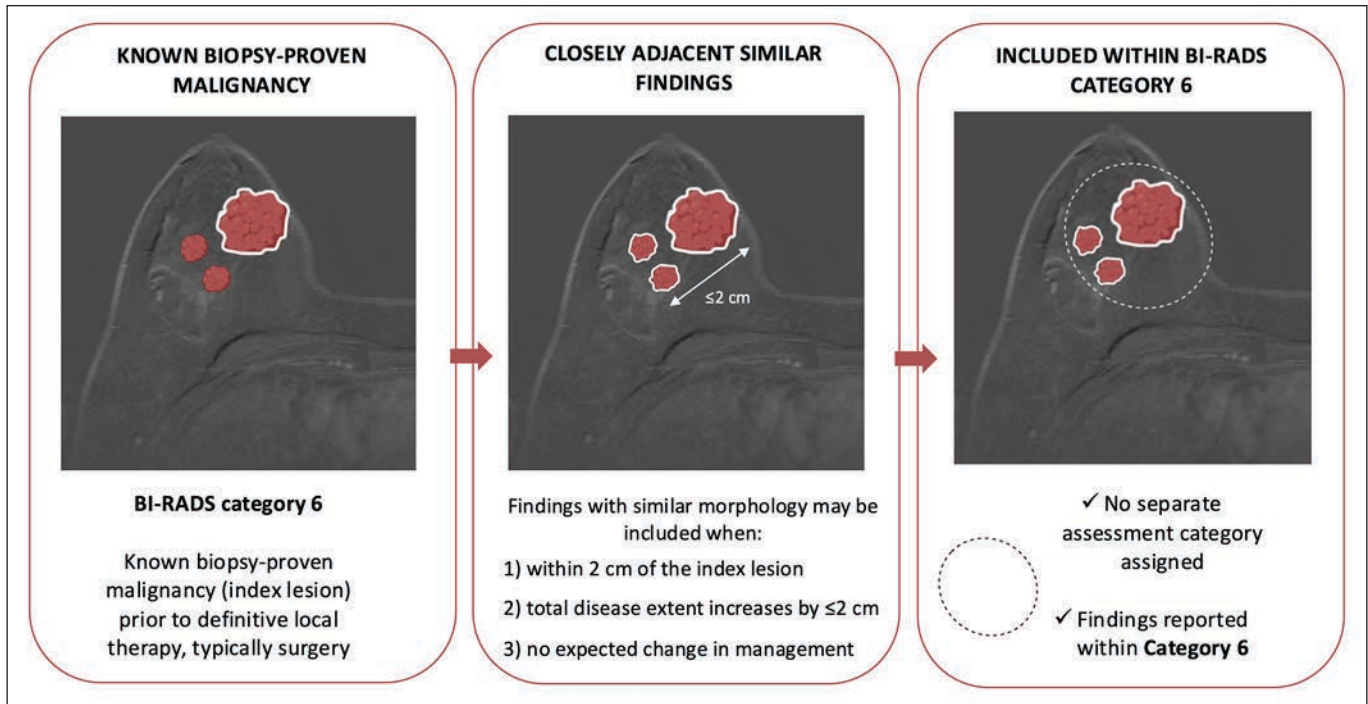 KNOWN BIOPSY-PROVEN
MALIGNANCY
BI-RADS category 6
Known biopsy-proven
malignancy (index lesion)
prior to definitive local
therapy, typically surgery
CLOSELY ADJACENT SIMILAR
FINDINGS
≤2 cm
Findings with similar morphology may be
included when:
1) within 2 cm of the index lesion
2) total disease extent increases by ≤2 cm
3) no expected change in management
INCLUDED WITHIN BI-RADS
CATEGORY 6
✓ No separate
assessment category
assigned
✓ Findings reported
within Category 6